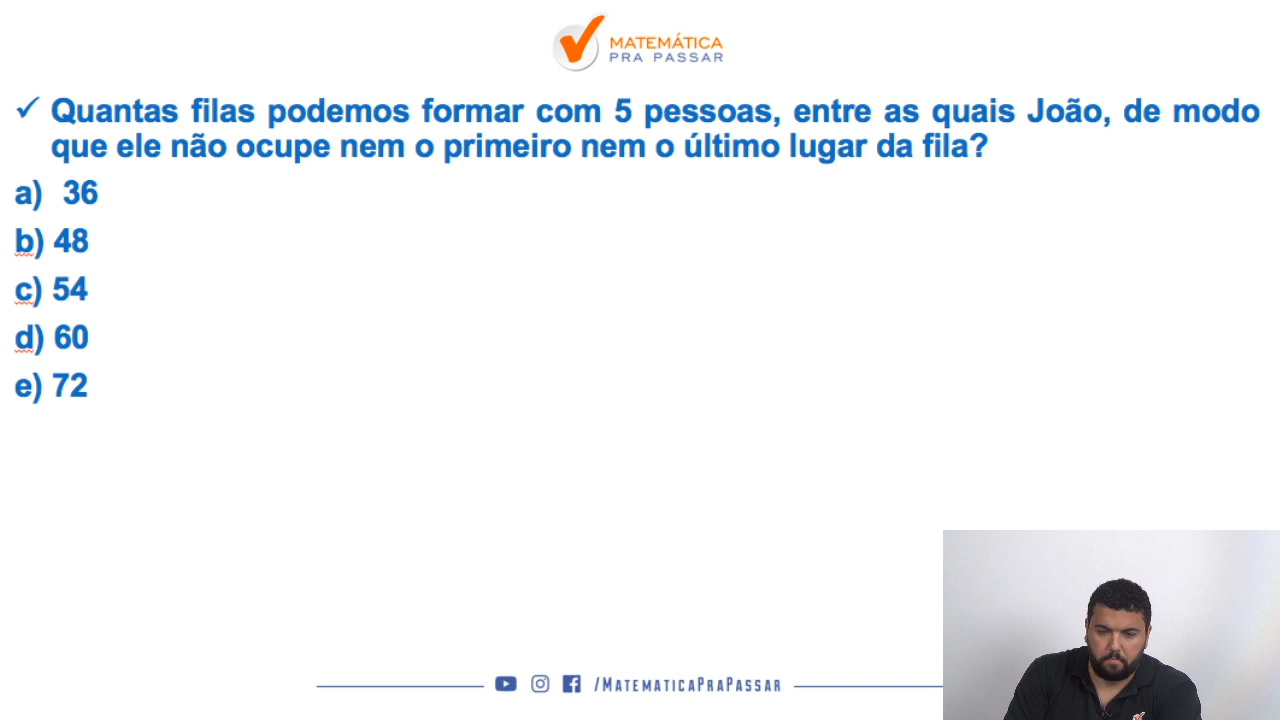 MATEMÁTICA
PRA PASSAR
✓ Quantas filas podemos formar com 5 pessoas, entre as quais João, de modo
que ele não ocupe nem o primeiro nem o último lugar da fila?
a) 36
b) 48
c) 54
d) 60
e) 72
/MATEMATICAPRAPASSAR